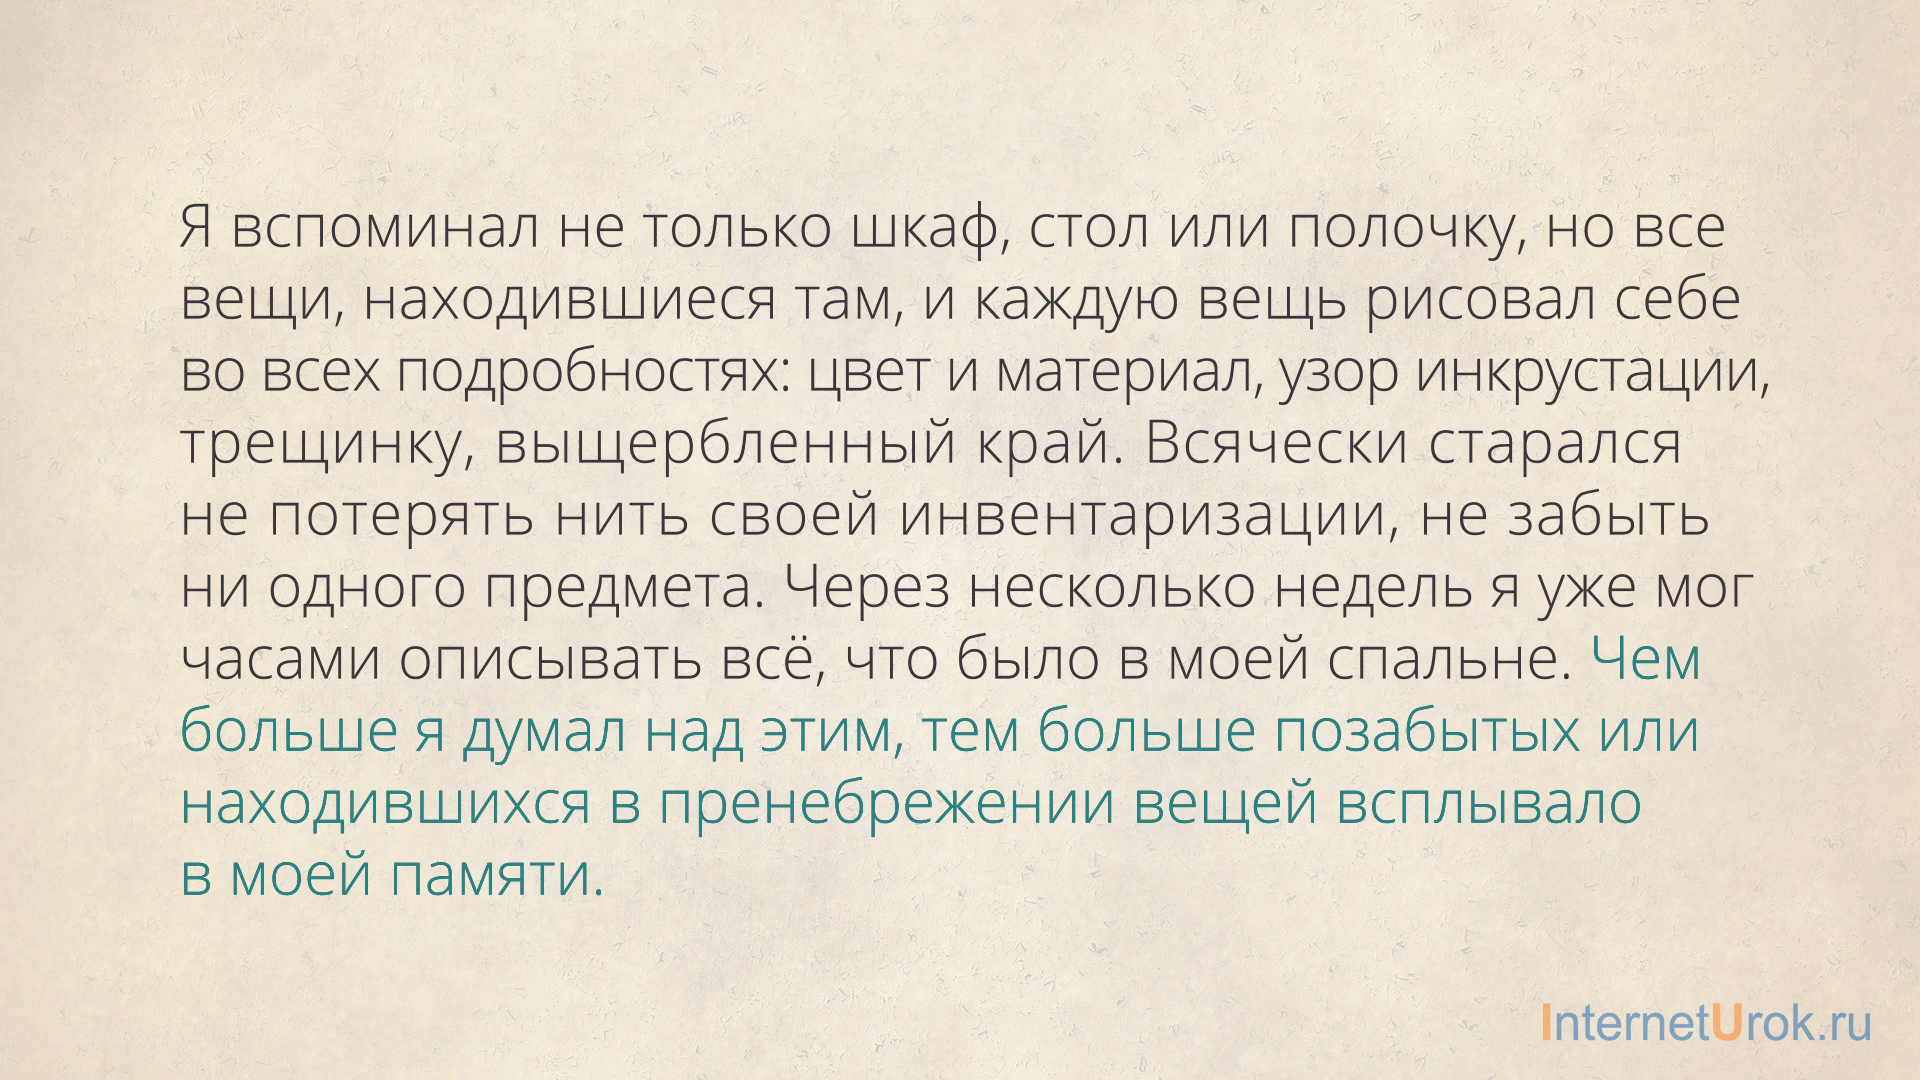 Я вспоминал не только шкаф, стол или полочку, но все
вещи, находившиеся там, и каждую вещь рисовал себе
во всех подробностях: цвет и материал, узор инкрустации,
трещинку, выщербленный край. Всячески старался
не потерять нить своей инвентаризации, не забыть
ни одного предмета. Через несколько недель я уже мог
часами описывать всё, что было в моей спальне. Чем
больше я думал над этим, тем больше позабытых или
находившихся в пренебрежении вещей всплывало
в моей памяти.
InternetUrok.ru